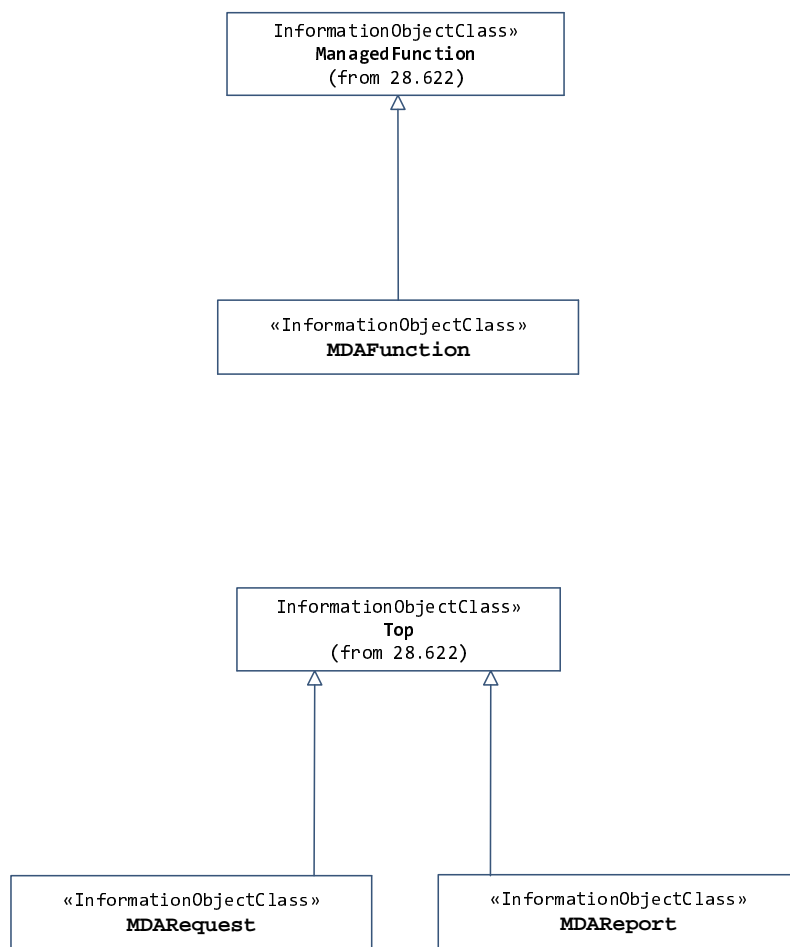 InformationObjectClass»
ManagedFunction
(from 28.622)
«InformationObjectClass»
MDAFunction
InformationObjectClass»
Top
(from 28.622)
«InformationObjectClass»
MDARequest
«InformationObjectClass»
MDAReport